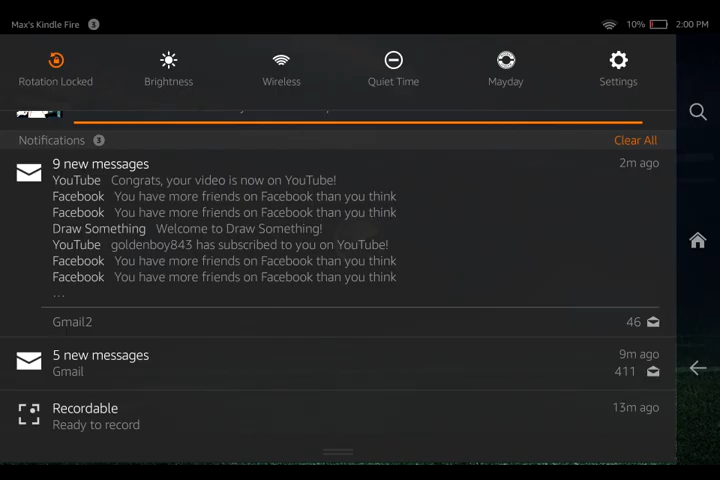 Max's Kindle Fire 3 10% 2:00 PM
Rotation Locked Brightness Wireless Quiet Time Mayday Settings
Notifications 3 Clear All
9 new messages 2m ago
YouTube Congrats, your video is now on YouTube!
Facebook You have more friends on Facebook than you think
Facebook You have more friends on Facebook than you think
Draw Something Welcome to Draw Something!
YouTube goldenboy843 has subscribed to you on YouTube!
Facebook You have more friends on Facebook than you think
Facebook You have more friends on Facebook than you think
...
Gmail2 46
5 new messages 9m ago
Gmail 411
Recordable 13m ago
Ready to record